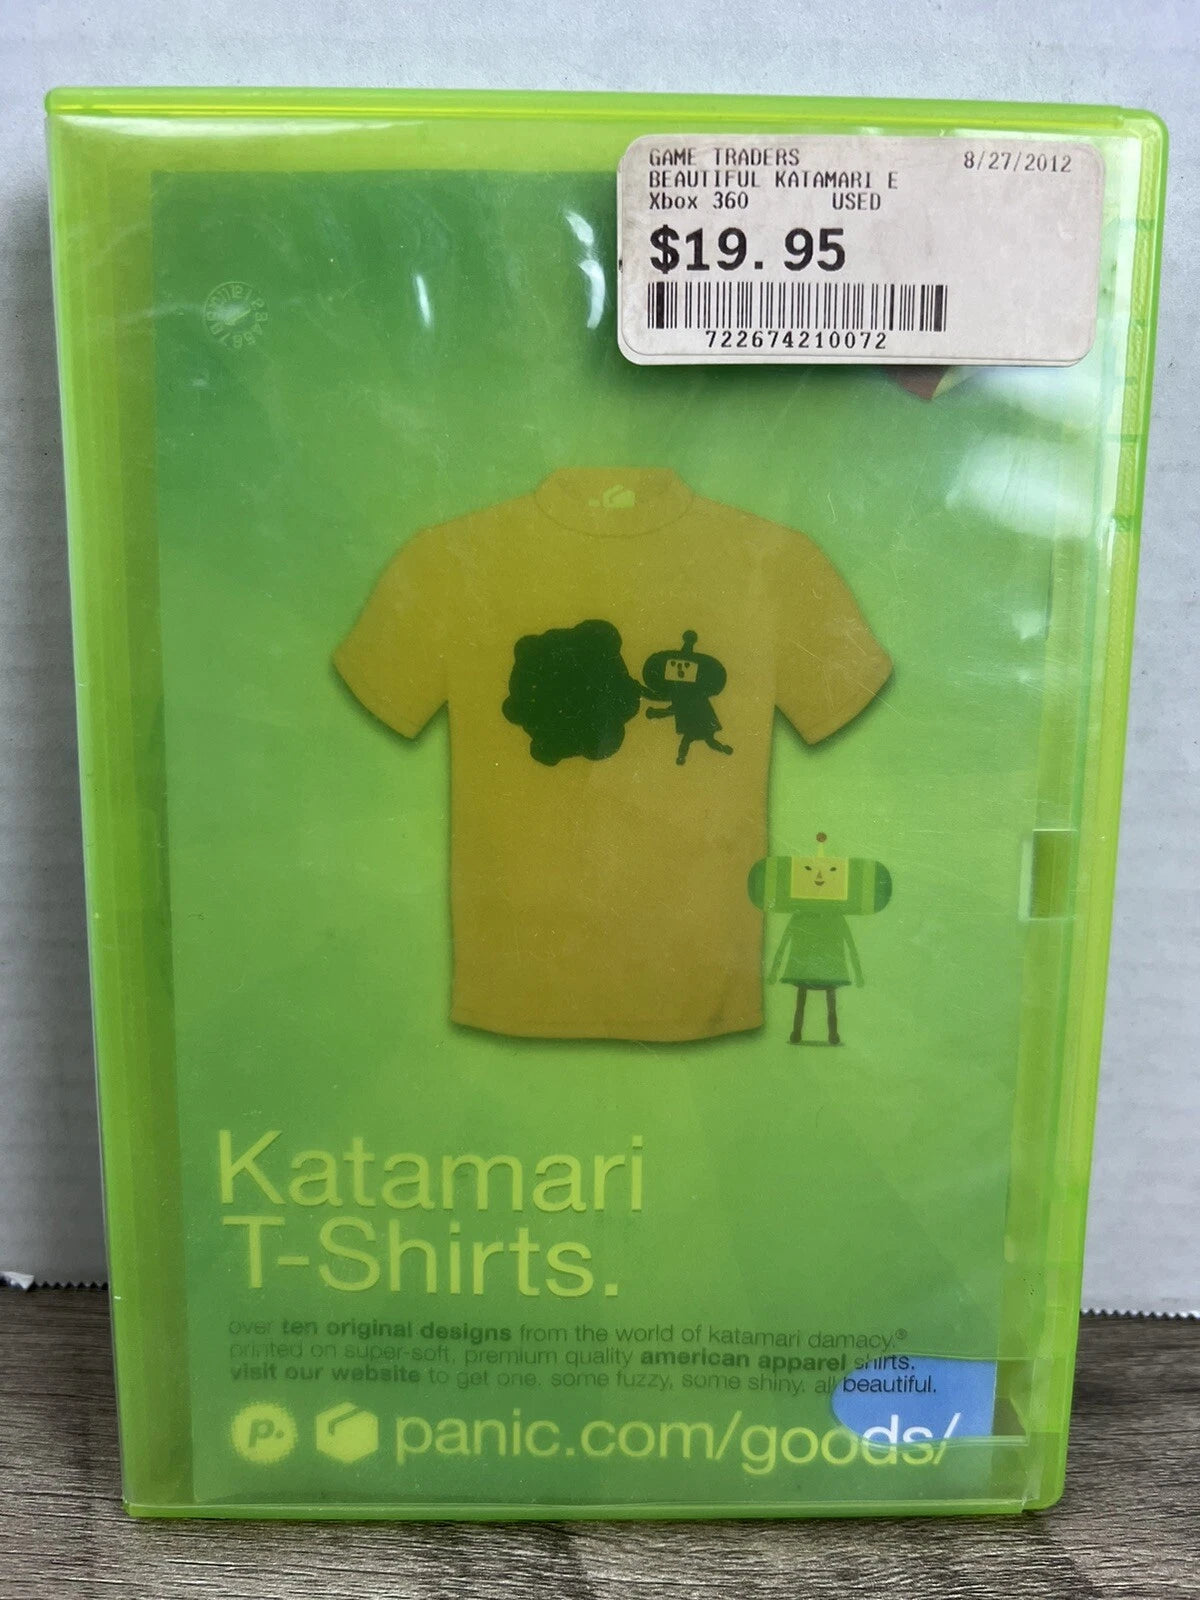 GAME TRADERS 8/27/2012
BEAUTIFUL KATAMARI E
Xbox 360 USED
$19.95
722674210072
Katamari
T-Shirts.
over ten original designs from the world of katamari damacy.®
printed on super-soft, premium quality american apparel shirts.
visit our website to get one. some fuzzy, some shiny, all beautiful.
p. panic.com/goods/